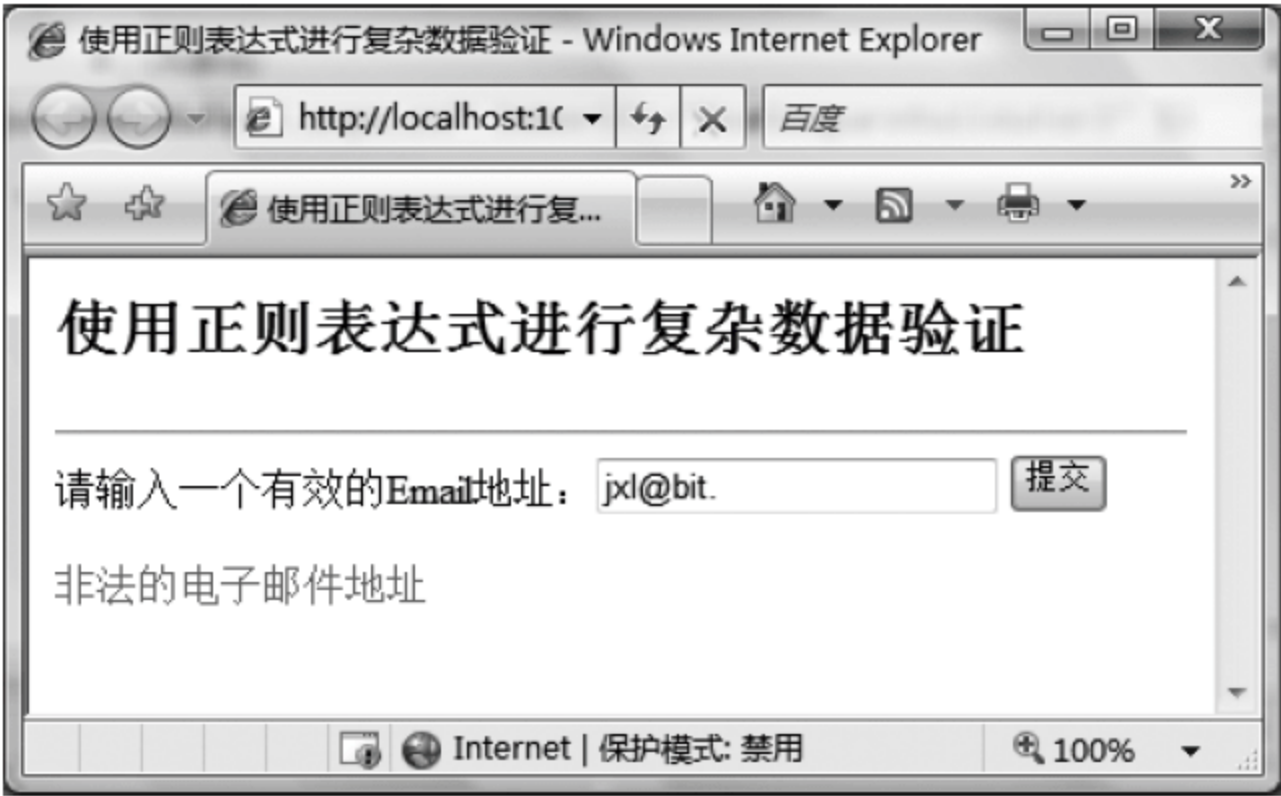 使用正则表达式进行复杂数据验证 - Windows Internet Explorer
http://localhost:10 百度
使用正则表达式进行复...
使用正则表达式进行复杂数据验证
请输入一个有效的Email地址： jxl@bit. 提交
非法的电子邮件地址
Internet | 保护模式: 禁用 100%